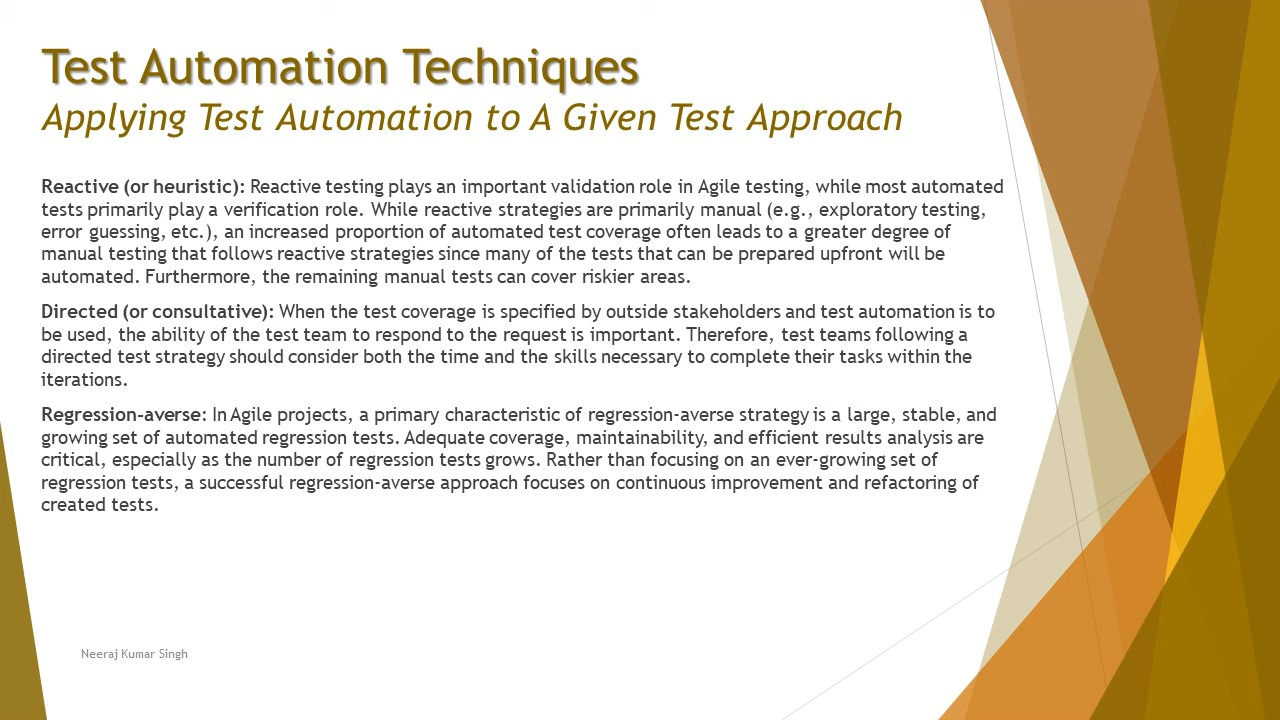 Test Automation Techniques
Applying Test Automation to A Given Test Approach
Reactive (or heuristic): Reactive testing plays an important validation role in Agile testing, while most automated
tests primarily play a verification role. While reactive strategies are primarily manual (e.g., exploratory testing,
error guessing, etc.), an increased proportion of automated test coverage often leads to a greater degree of
manual testing that follows reactive strategies since many of the tests that can be prepared upfront will be
automated. Furthermore, the remaining manual tests can cover riskier areas.
Directed (or consultative): When the test coverage is specified by outside stakeholders and test automation is to
be used, the ability of the test team to respond to the request is important. Therefore, test teams following a
directed test strategy should consider both the time and the skills necessary to complete their tasks within the
iterations.
Regression-averse: In Agile projects, a primary characteristic of regression-averse strategy is a large, stable, and
growing set of automated regression tests. Adequate coverage, maintainability, and efficient results analysis are
critical, especially as the number of regression tests grows. Rather than focusing on an ever-growing set of
regression tests, a successful regression-averse approach focuses on continuous improvement and refactoring of
created tests.
Neeraj Kumar Singh